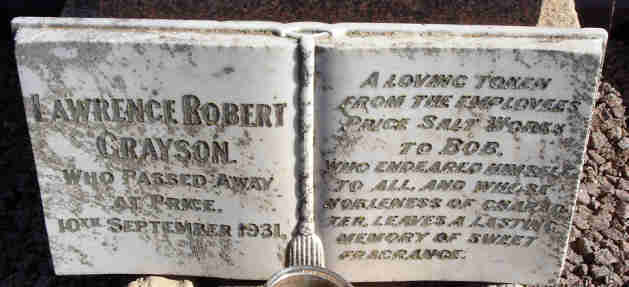 LAWRENCE ROBERT
GRAYSON.
WHO PASSED AWAY
AT PRICE.
10TH SEPTEMBER 1931.
A LOVING TOKEN
FROM THE EMPLOYEES
PRICE SALT WORKS
TO BOB.
WHO ENDEARED HIMSELF
TO ALL, AND WHOSE
NOBLENESS OF CHARAC
TER, LEAVES A LASTING
MEMORY OF SWEET
FRAGRANCE.